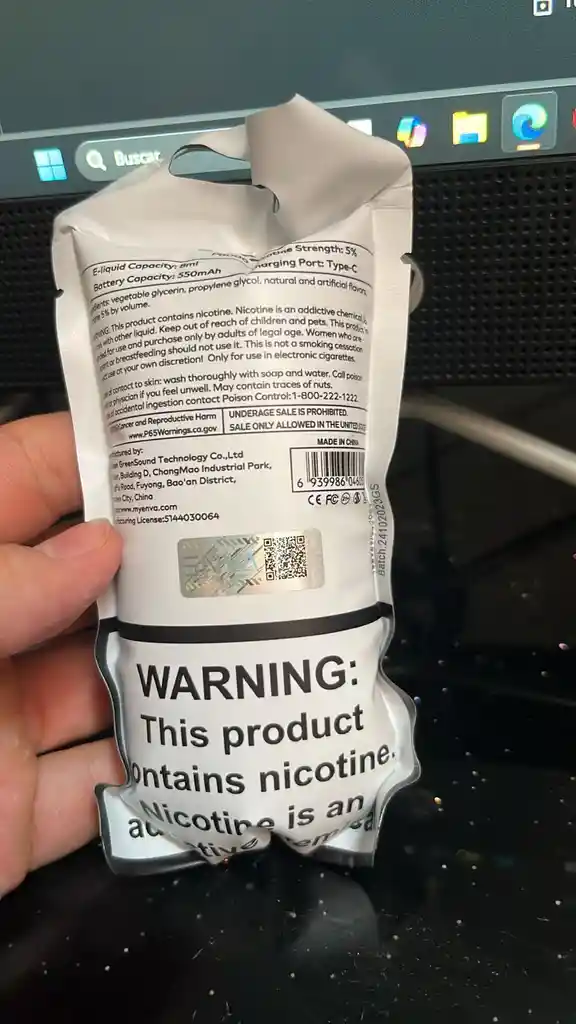 Buscar
Strength: 5%
E-liquid Capacity: 8ml
Charging Port: Type-C
Battery Capacity: 550mAh
vegetable glycerin, propylene glycol, natural and artificial flavors,
5% by volume.
This product contains nicotine. Nicotine is an addictive chemical
with other liquid. Keep out of reach of children and pets. This product
for use and purchase only by adults of legal age. Women who are
or breastfeeding should not use it. This is not a smoking cessation
use at your own discretion! Only for use in electronic cigarettes.
contact to skin: wash thoroughly with soap and water. Call poison
physician if you feel unwell. May contain traces of nuts.
accidental ingestion contact Poison Control:1-800-222-1222.
Cancer and Reproductive Harm
www.P65Warnings.ca.gov
UNDERAGE SALE IS PROHIBITED.
SALE ONLY ALLOWED IN THE UNITED
MADE IN CHINA
by:
GreenSound Technology Co.,Ltd
Building D, ChongMao Industrial Park,
Road, Fuyong, Bao'an District,
City, China
www.myenva.com
License:5144030064
6 939986
CE FC
Batch 24102023GS
WARNING:
This product
contains nicotine.
Nicotine is an